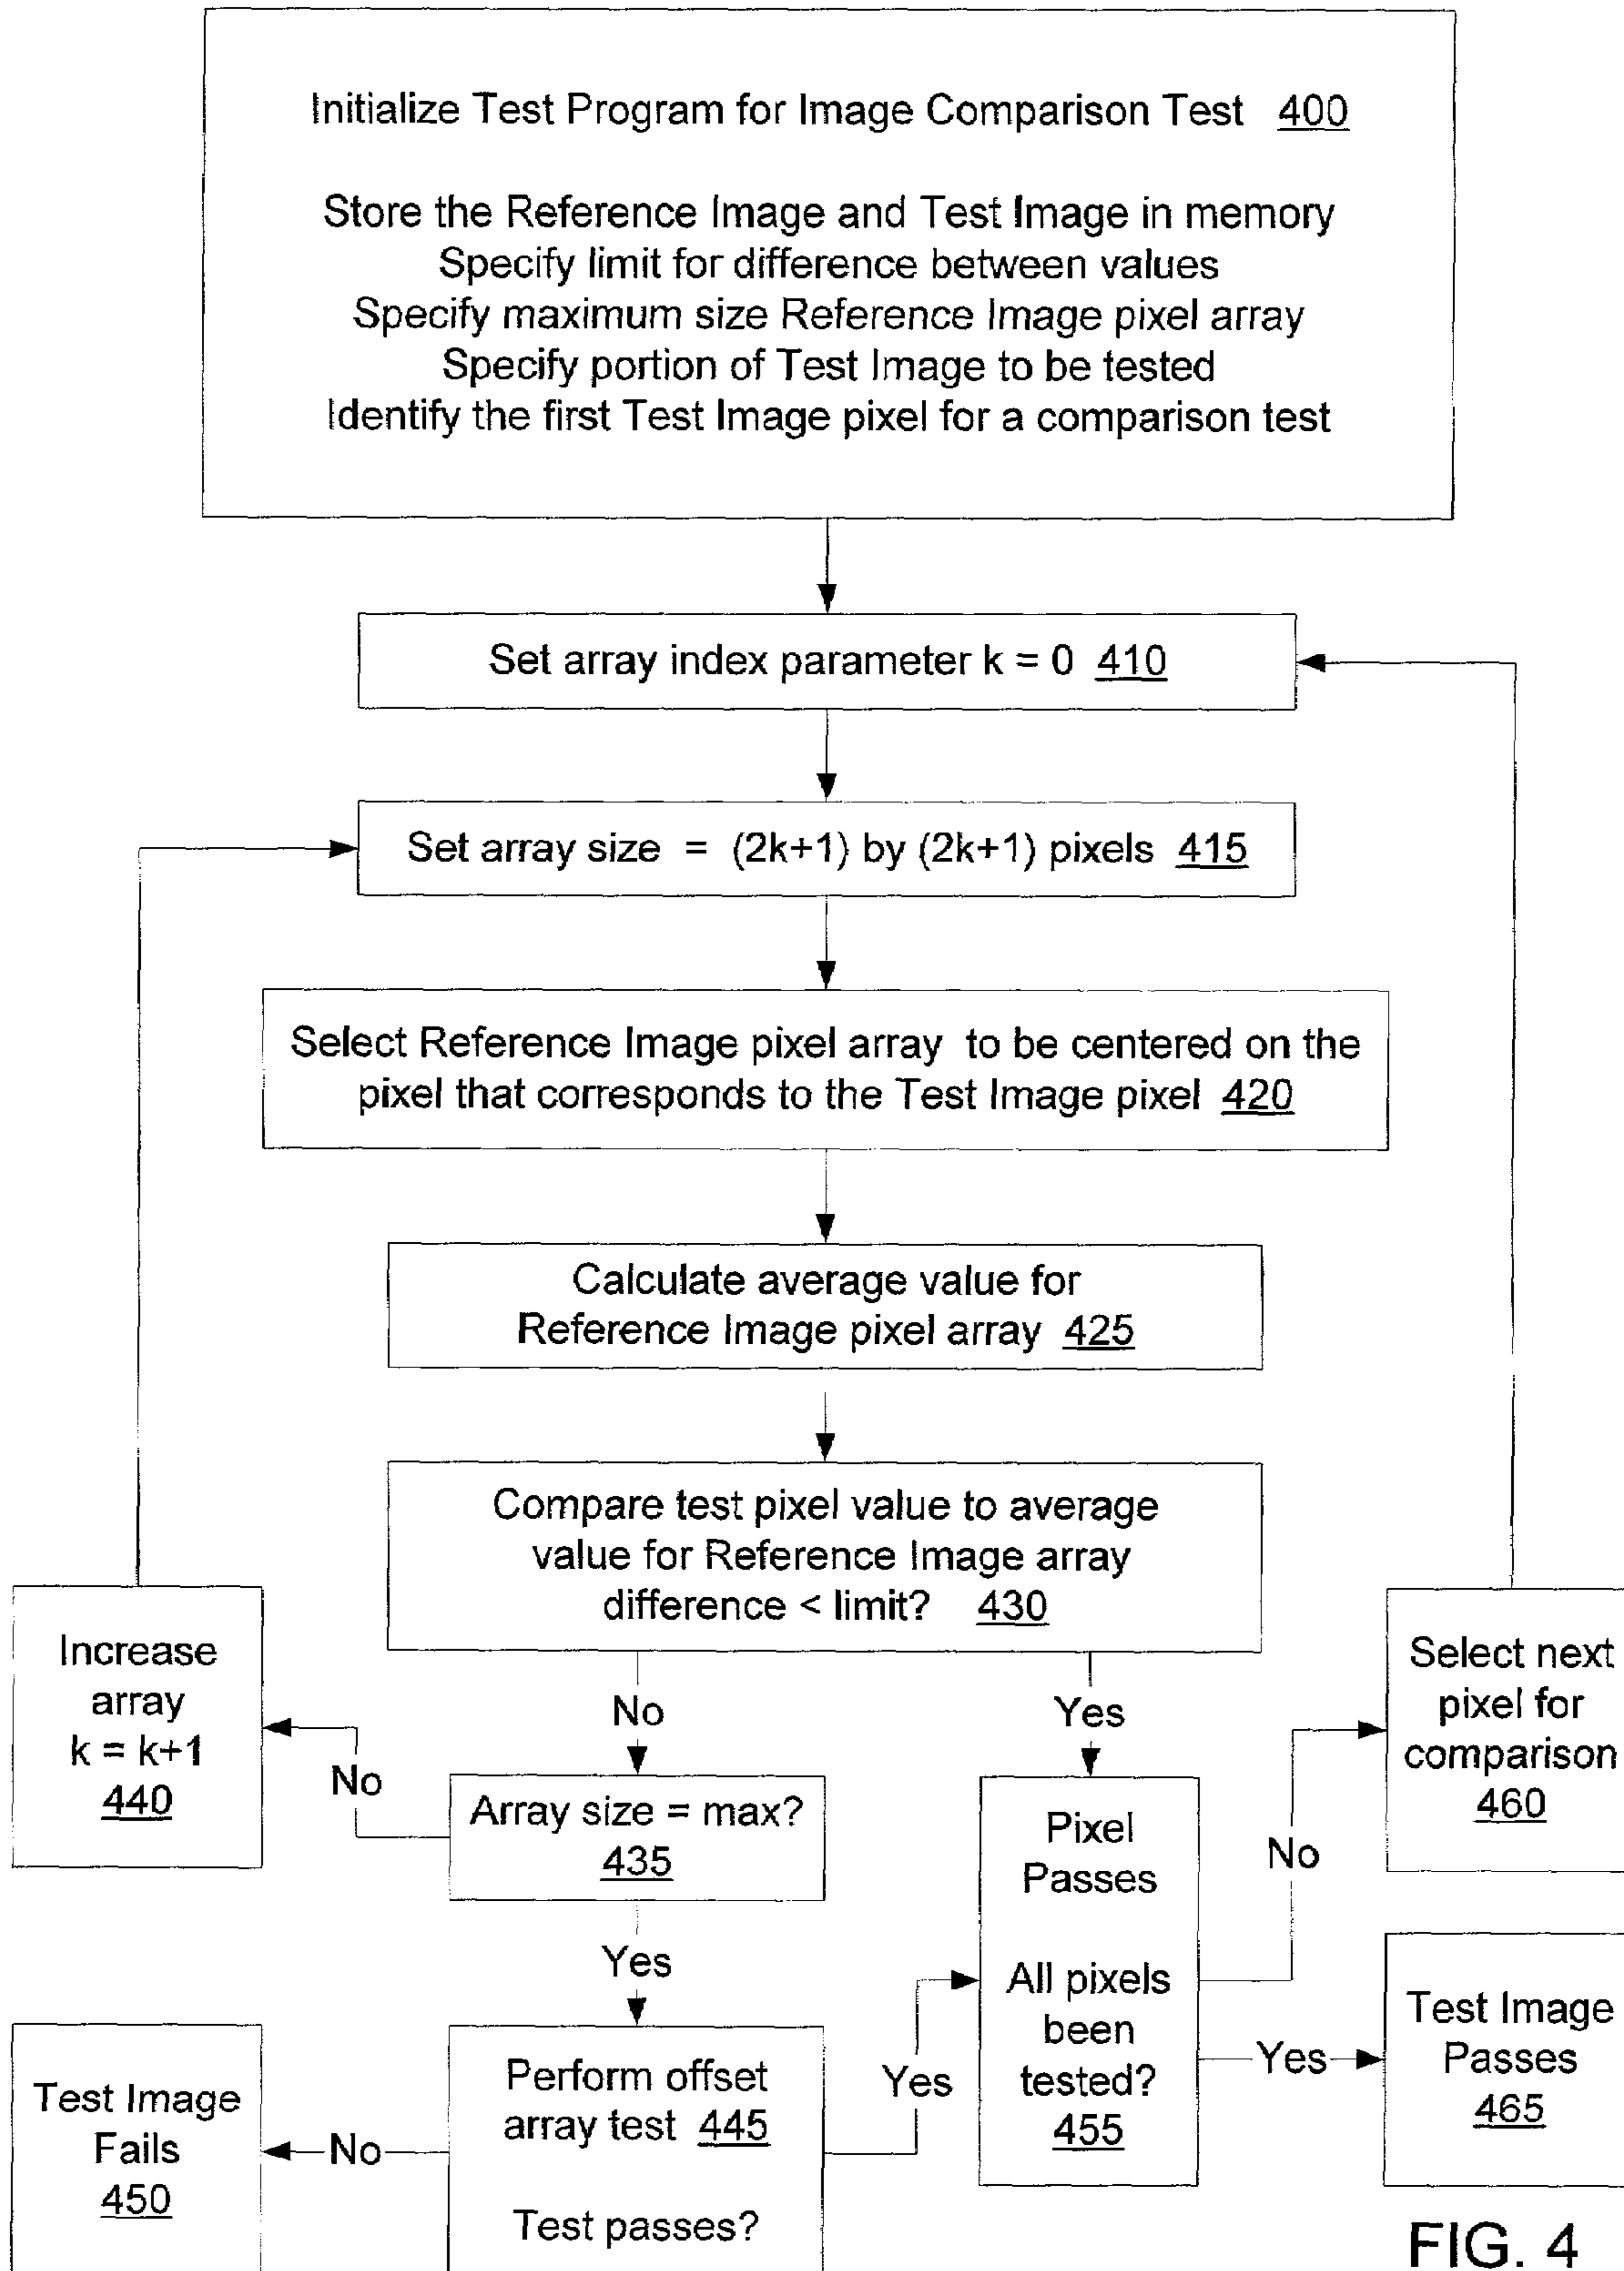 Initialize Test Program for Image Comparison Test 400
Store the Reference Image and Test Image in memory
Specify limit for difference between values
Specify maximum size Reference Image pixel array
Specify portion of Test Image to be tested
Identify the first Test Image pixel for a comparison test
Set array index parameter k = 0 410
Set array size = (2k+1) by (2k+1) pixels 415
Select Reference Image pixel array to be centered on the
pixel that corresponds to the Test Image pixel 420
Calculate average value for
Reference Image pixel array 425
Compare test pixel value to average
value for Reference Image array
difference < limit? 430
No
Yes
Increase
array
k = k+1
440
No
Array size = max?
435
Yes
Pixel
Passes
All pixels
been
tested?
455
No
Select next
pixel for
comparison
460
Yes
Test Image
Passes
465
Perform offset
array test 445
Test passes?
Yes
No
Test Image
Fails
450
FIG. 4